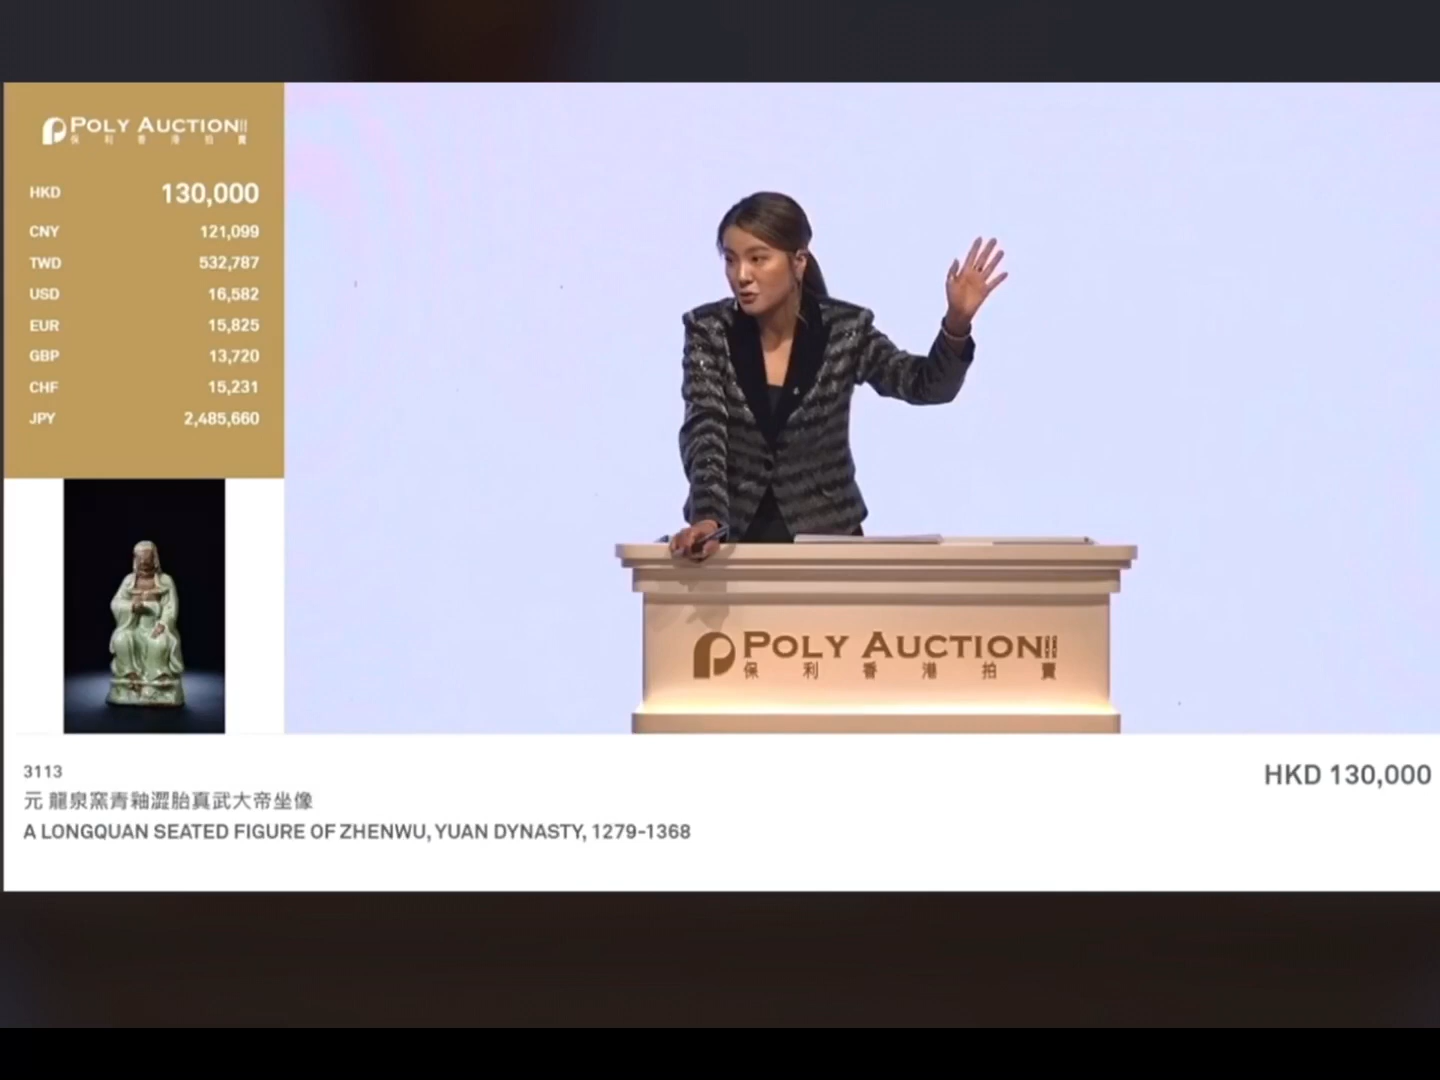 POLY AUCTION
保利香港拍賣
HKD 130,000
CNY 121,099
TWD 532,787
USD 16,582
EUR 15,825
GBP 13,720
CHF 15,231
JPY 2,485,660
POLY AUCTION
保利香港拍賣
3113
元 龍泉窯青釉澀胎真武大帝坐像
A LONGQUAN SEATED FIGURE OF ZHENWU, YUAN DYNASTY, 1279-1368
HKD 130,000